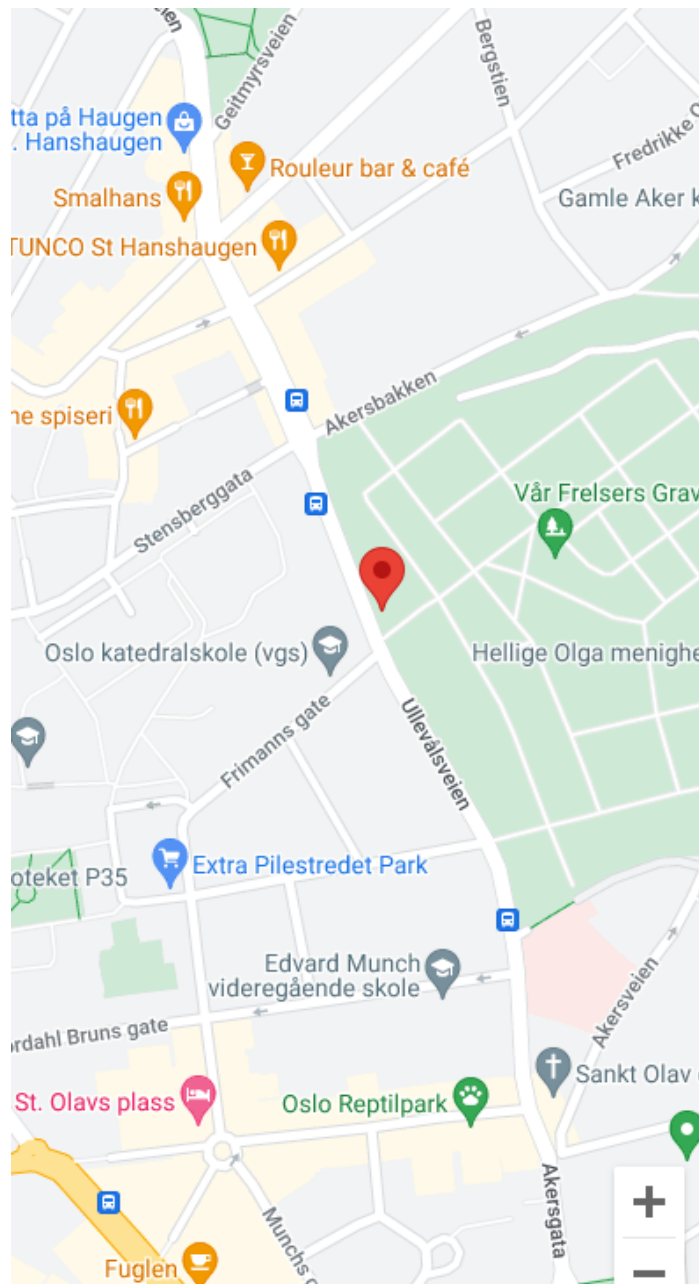 eien
Geitmyrsveien
Bergstien
tta på Haugen
. Hanshaugen
Fredrikke
Rouleur bar & café
Smalhans
Gamle Aker k
TUNCO St Hanshaugen
Akersbakken
ne spiseri
Stensberggata
Vår Frelsers Grav
Oslo katedralskole (vgs)
Hellige Olga menighe
Ullevålsveien
Frimanns gate
Extra Pilestredet Park
oteket P35
Edvard Munch
videregående skole
Akersveien
ordahl Bruns gate
Sankt Olav
St. Olavs plass
Oslo Reptilpark
Akersgata
Munchs
Fuglen
+
−